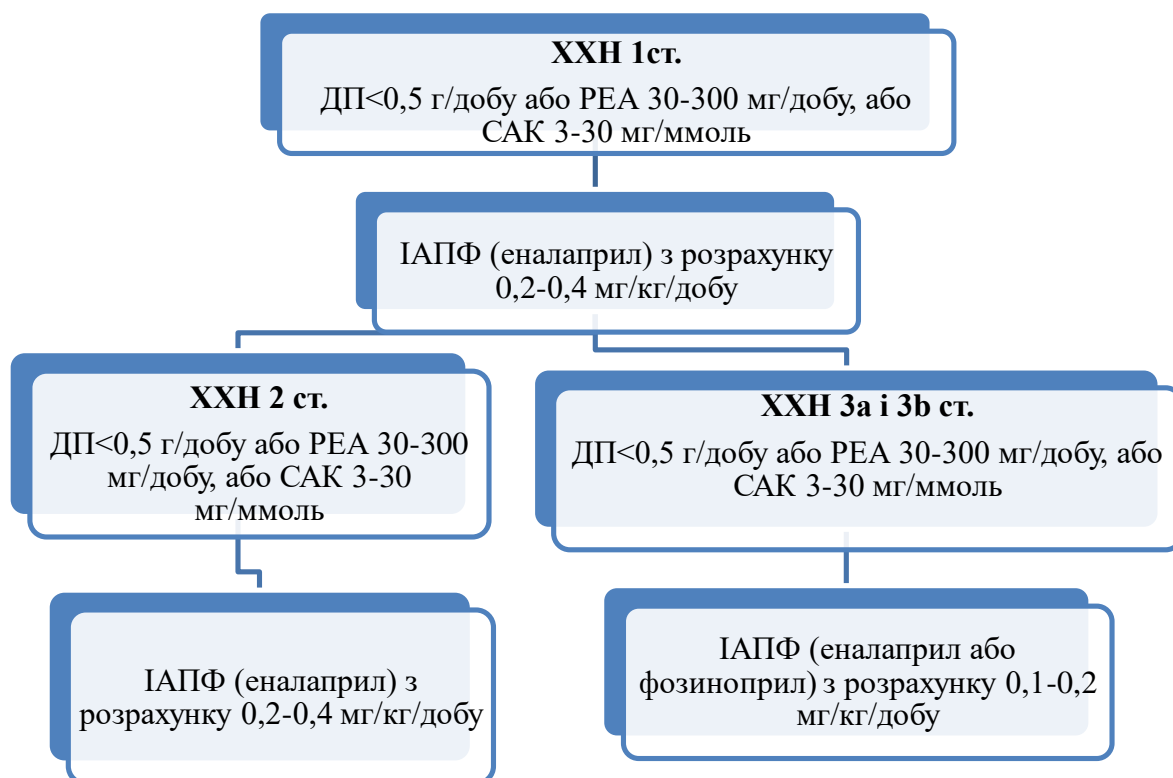 ХХН 1ст.
ДП<0,5 г/добу або РЕА 30-300 мг/добу, або
САК 3-30 мг/ммоль
ІАПФ (еналаприл) з розрахунку
0,2-0,4 мг/кг/добу
ХХН 2 ст.
ДП<0,5 г/добу або РЕА 30-300
мг/добу, або САК 3-30
мг/ммоль
ХХН 3а і 3b ст.
ДП<0,5 г/добу або РЕА 30-300 мг/добу, або
САК 3-30 мг/ммоль
ІАПФ (еналаприл) з
розрахунку 0,2-0,4 мг/кг/добу
ІАПФ (еналаприл або
фозиноприл) з розрахунку 0,1-0,2
мг/кг/добу